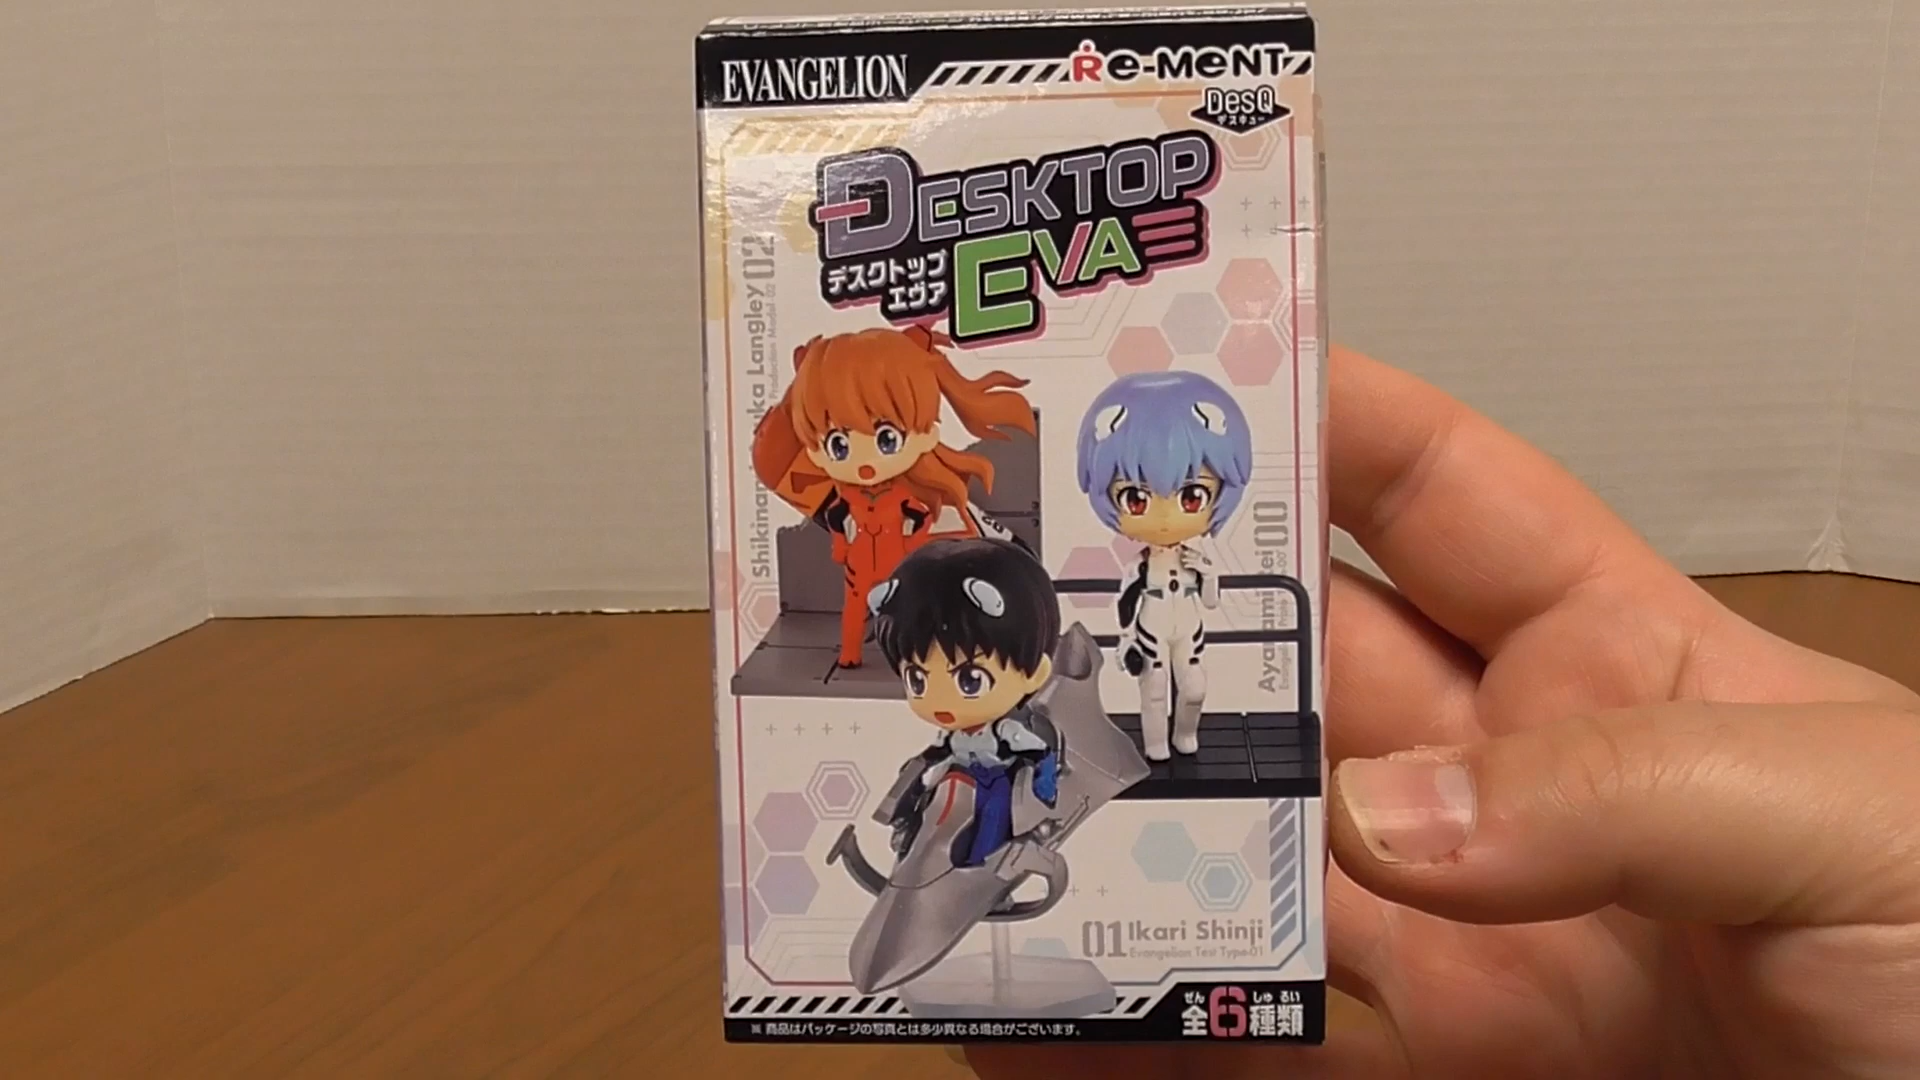 EVANGELION
Re-MeNT
DesQ
デスキュー
DESKTOP
EVA
デスクトップ
エヴァ
Langley 02
Production Model-02
00
01 Ikari Shinji
Evangelion Test Type-01
ぜん しゅ るい
全6種類
※ 商品はパッケージの写真とは多少異なる場合がございます。